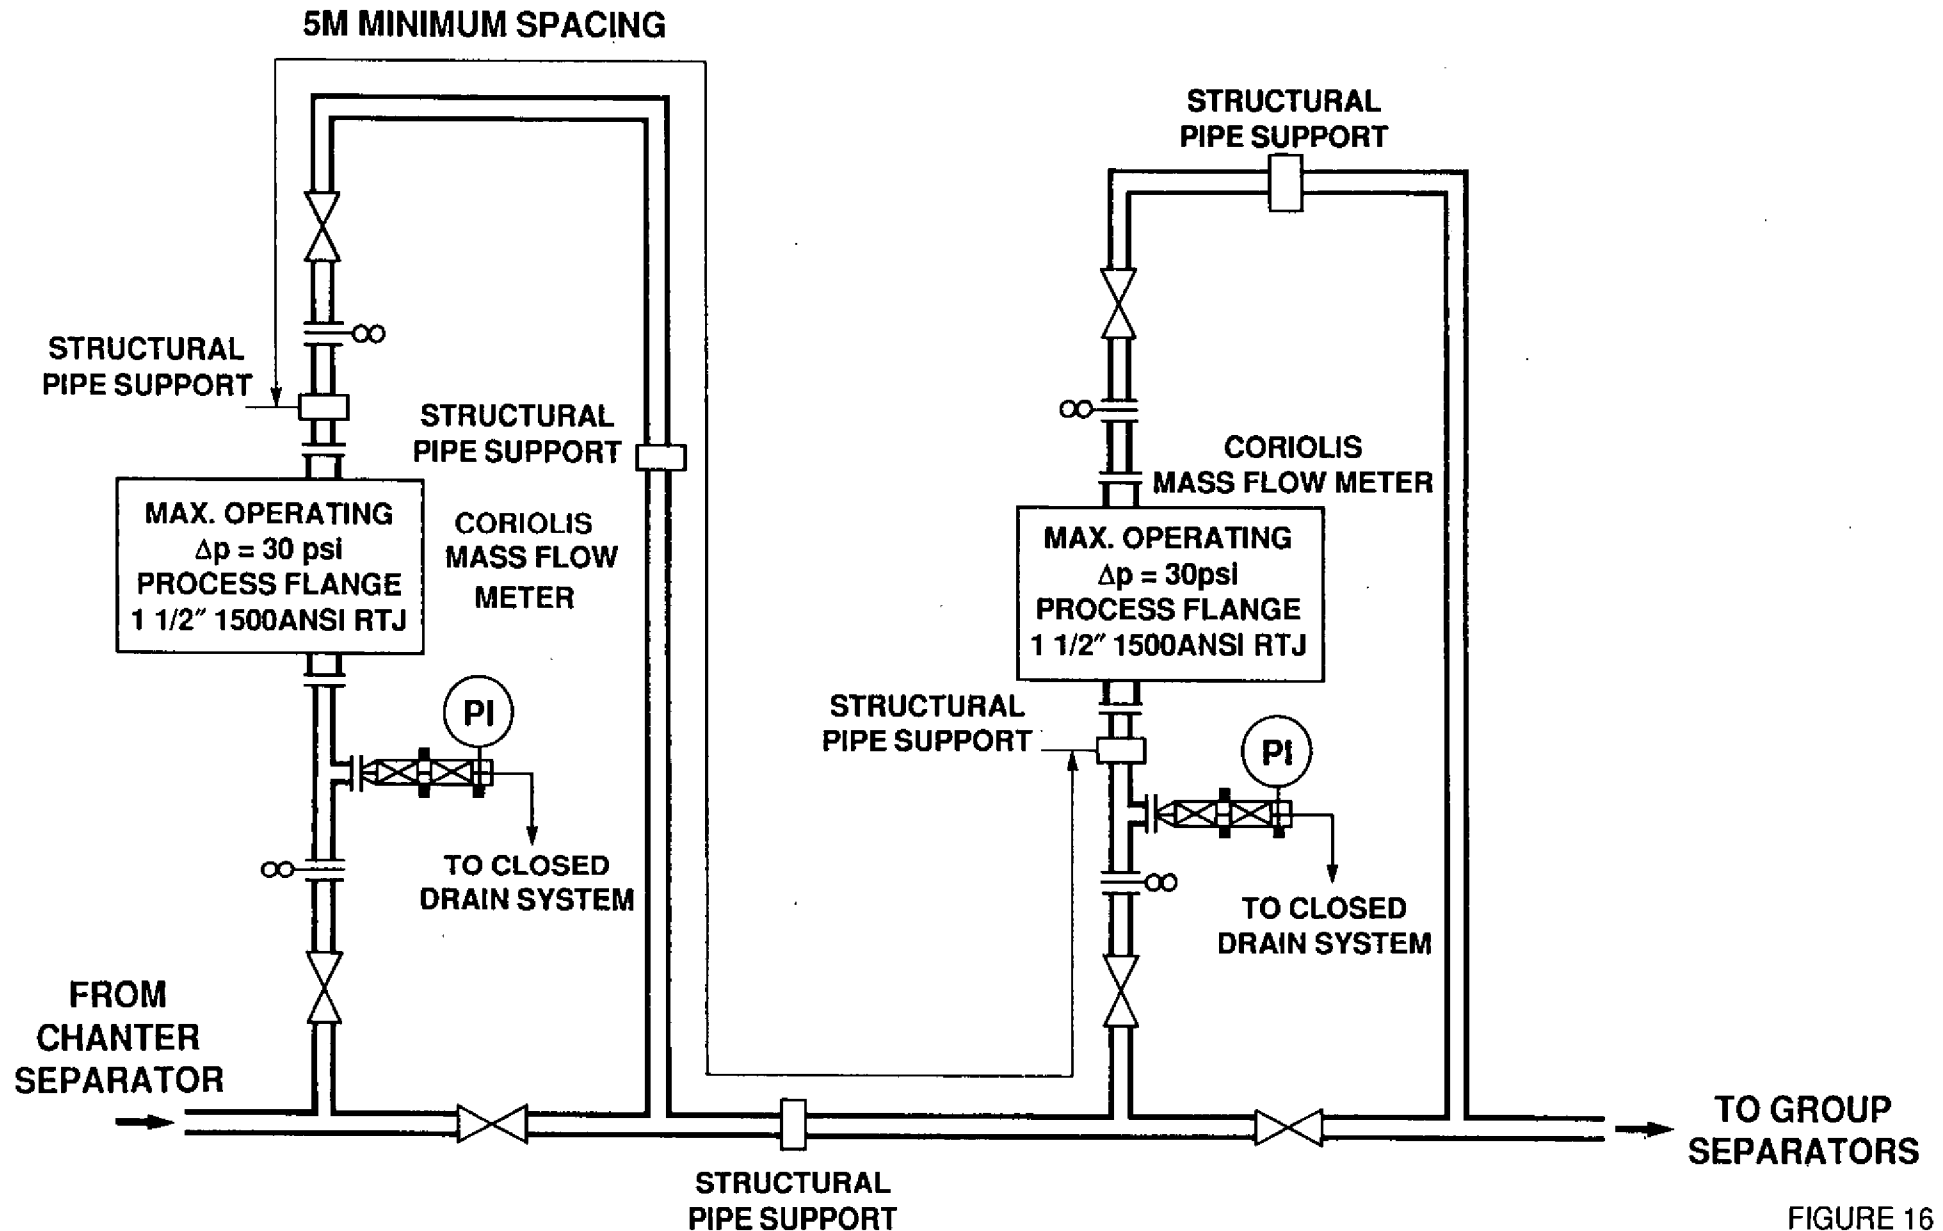 5M MINIMUM SPACING
STRUCTURAL
PIPE SUPPORT
STRUCTURAL
PIPE SUPPORT
STRUCTURAL
PIPE SUPPORT
CORIOLIS
MASS FLOW METER
MAX. OPERATING
Δp = 30 psi
PROCESS FLANGE
1 1/2″ 1500ANSI RTJ
CORIOLIS
MASS FLOW
METER
MAX. OPERATING
Δp = 30psi
PROCESS FLANGE
1 1/2″ 1500ANSI RTJ
STRUCTURAL
PIPE SUPPORT
PI
PI
TO CLOSED
DRAIN SYSTEM
TO CLOSED
DRAIN SYSTEM
FROM
CHANTER
SEPARATOR
TO GROUP
SEPARATORS
STRUCTURAL
PIPE SUPPORT
FIGURE 16